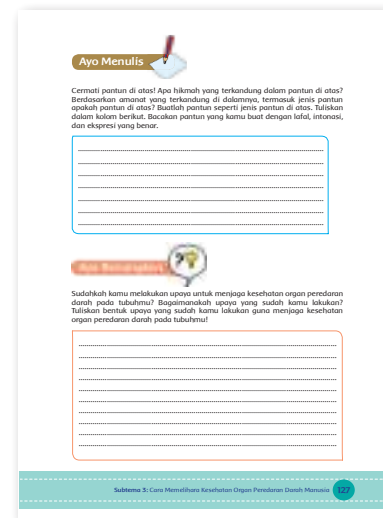 Ayo Menulis
Cermati pantun di atas! Apa hikmah yang terkandung dalam pantun di atas?
Berdasarkan amanat yang terkandung di dalamnya, termasuk jenis pantun
apakah pantun di atas? Buatlah pantun seperti jenis pantun di atas. Tuliskan
dalam kolom berikut. Bacakan pantun yang kamu buat dengan lafal, intonasi,
dan ekspresi yang benar.
Ayo Renungkan
Sudahkah kamu melakukan upaya untuk menjaga kesehatan organ peredaran
darah pada tubuhmu? Bagaimanakah upaya yang sudah kamu lakukan?
Tuliskan bentuk upaya yang sudah kamu lakukan guna menjaga kesehatan
organ peredaran darah pada tubuhmu!
Subtema 3: Cara Memelihara Kesehatan Organ Peredaran Darah Manusia 127